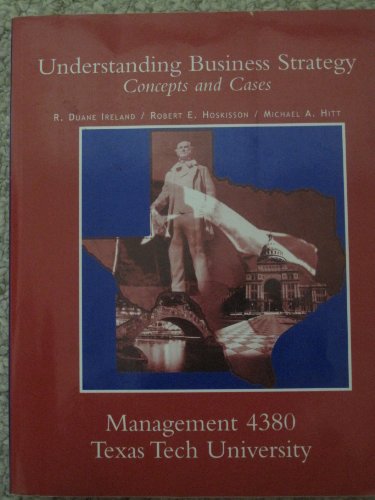 Understanding Business Strategy
Concepts and Cases
R. Duane Ireland / Robert E. Hoskisson / Michael A. Hitt
Management 4380
Texas Tech University